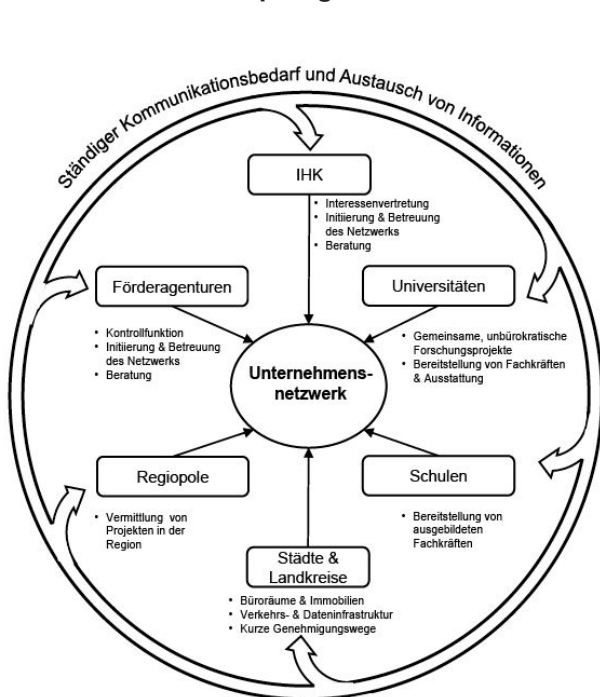 Ständiger Kommunikationsbedarf und Austausch von Informationen
IHK
• Interessenvertretung
• Initiierung & Betreuung
des Netzwerks
• Beratung
Förderagenturen
• Kontrollfunktion
• Initiierung & Betreuung
des Netzwerks
• Beratung
Universitäten
• Gemeinsame, unbürokratische
Forschungsprojekte
• Bereitstellung von Fachkräften
& Ausstattung
Unternehmens-
netzwerk
Regiopole
• Vermittlung von
Projekten in der
Region
Schulen
• Bereitstellung von
ausgebildeten
Fachkräften
Städte &
Landkreise
• Büroräume & Immobilien
• Verkehrs- & Dateninfrastruktur
• Kurze Genehmigungswege